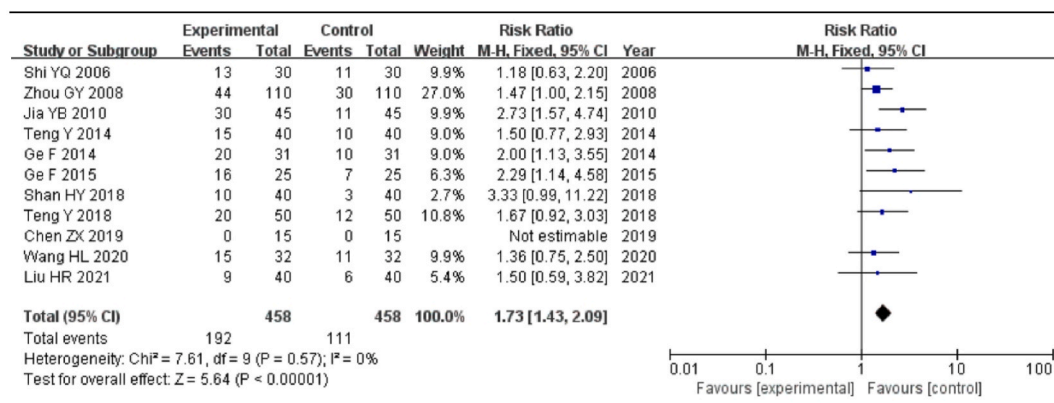 Experimental Control Risk Ratio Risk Ratio
Study or Subgroup Events Total Events Total Weight M-H, Fixed, 95% CI Year M-H, Fixed, 95% CI
Shi YQ 2006 13 30 11 30 9.9% 1.18 [0.63, 2.20] 2006
Zhou GY 2008 44 110 30 110 27.0% 1.47 [1.00, 2.15] 2008
Jia YB 2010 30 45 11 45 9.9% 2.73 [1.57, 4.74] 2010
Teng Y 2014 15 40 10 40 9.0% 1.50 [0.77, 2.93] 2014
Ge F 2014 20 31 10 31 9.0% 2.00 [1.13, 3.55] 2014
Ge F 2015 16 25 7 25 6.3% 2.29 [1.14, 4.58] 2015
Shan HY 2018 10 40 3 40 2.7% 3.33 [0.99, 11.22] 2018
Teng Y 2018 20 50 12 50 10.8% 1.67 [0.92, 3.03] 2018
Chen ZX 2019 0 15 0 15 Not estimable 2019
Wang HL 2020 15 32 11 32 9.9% 1.36 [0.75, 2.50] 2020
Liu HR 2021 9 40 6 40 5.4% 1.50 [0.59, 3.82] 2021
Total (95% CI) 458 458 100.0% 1.73 [1.43, 2.09]
Total events 192 111
Heterogeneity: Chi² = 7.61, df = 9 (P = 0.57); I² = 0%
Test for overall effect: Z = 5.64 (P < 0.00001)
0.01 0.1 1 10 100
Favours [experimental] Favours [control]